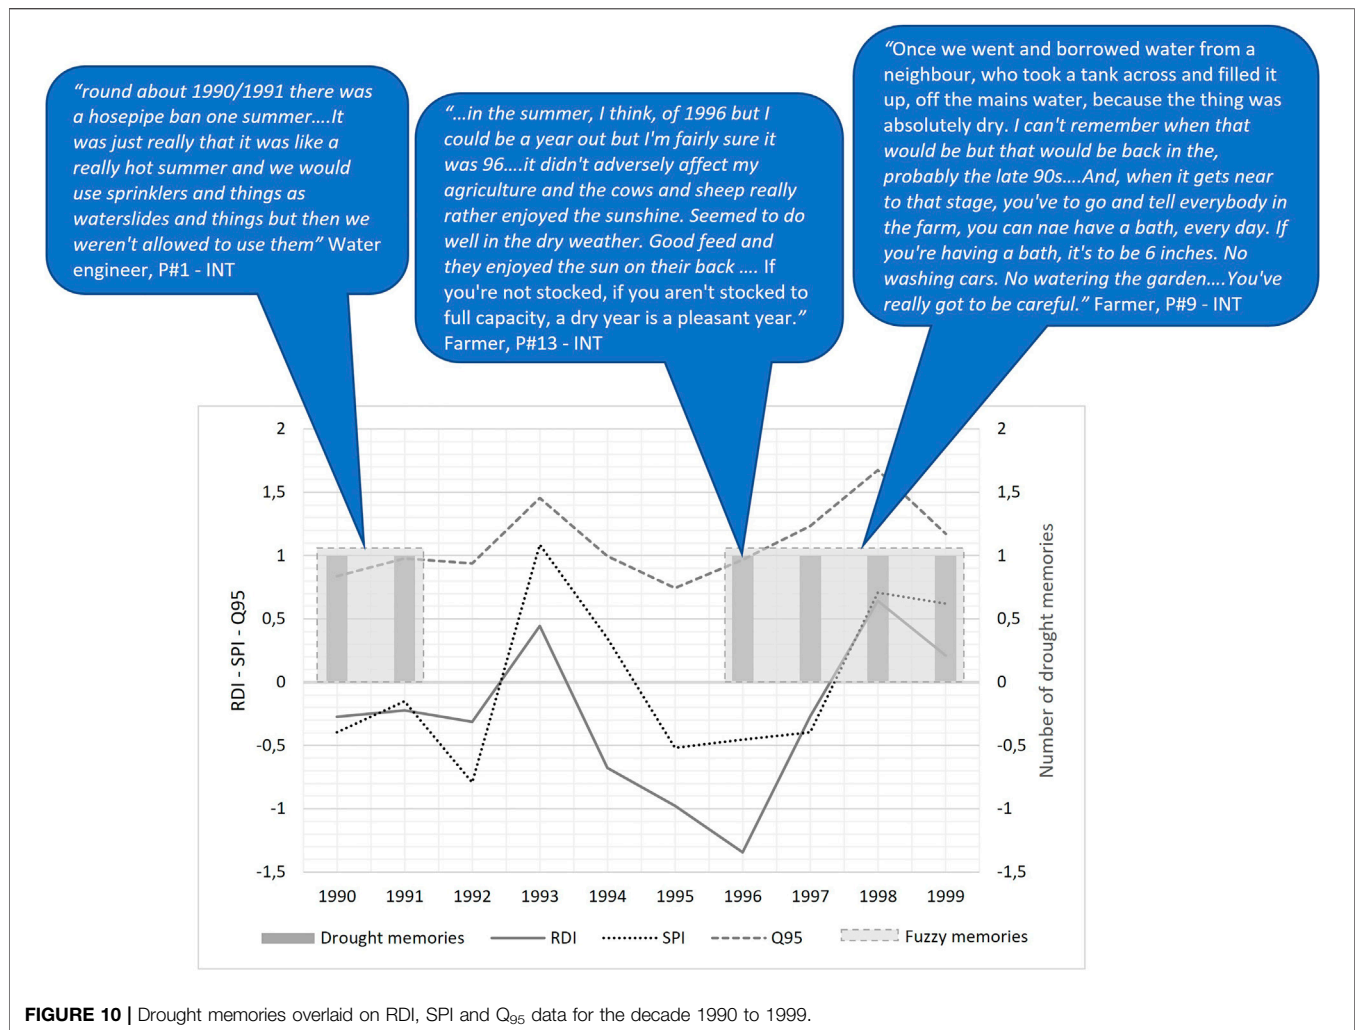 “round about 1990/1991 there was
a hosepipe ban one summer....It
was just really that it was like a
really hot summer and we would
use sprinklers and things as
waterslides and things but then we
weren't allowed to use them” Water
engineer, P#1 - INT
“...in the summer, I think, of 1996 but I
could be a year out but I'm fairly sure it
was 96....it didn't adversely affect my
agriculture and the cows and sheep really
rather enjoyed the sunshine. Seemed to do
well in the dry weather. Good feed and
they enjoyed the sun on their back .... If
you're not stocked, if you aren't stocked to
full capacity, a dry year is a pleasant year.”
Farmer, P#13 - INT
“Once we went and borrowed water from a
neighbour, who took a tank across and filled it
up, off the mains water, because the thing was
absolutely dry. I can't remember when that
would be but that would be back in the,
probably the late 90s....And, when it gets near
to that stage, you've to go and tell everybody in
the farm, you can nae have a bath, every day. If
you're having a bath, it's to be 6 inches. No
washing cars. No watering the garden....You've
really got to be careful.” Farmer, P#9 - INT
RDI - SPI - Q95
2
1,5
1
0,5
0
-0,5
-1
-1,5
2
1,5
1
0,5
0
-0,5
-1
-1,5
Number of drought memories
1990 1991 1992 1993 1994 1995 1996 1997 1998 1999
Drought memories RDI SPI Q95 Fuzzy memories
FIGURE 10 | Drought memories overlaid on RDI, SPI and Q95 data for the decade 1990 to 1999.